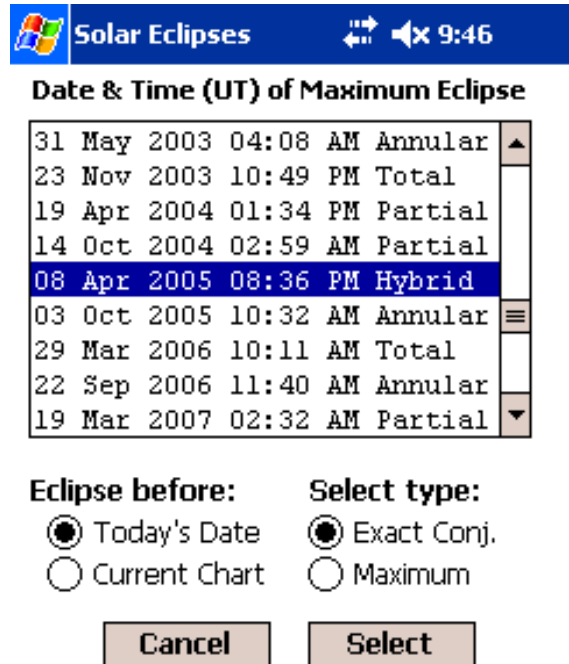 Solar Eclipses 9:46
Date & Time (UT) of Maximum Eclipse
31 May 2003 04:08 AM Annular
23 Nov 2003 10:49 PM Total
19 Apr 2004 01:34 PM Partial
14 Oct 2004 02:59 AM Partial
08 Apr 2005 08:36 PM Hybrid
03 Oct 2005 10:32 AM Annular
29 Mar 2006 10:11 AM Total
22 Sep 2006 11:40 AM Annular
19 Mar 2007 02:32 AM Partial
Eclipse before: Select type:
Today's Date Exact Conj.
Current Chart Maximum
Cancel Select